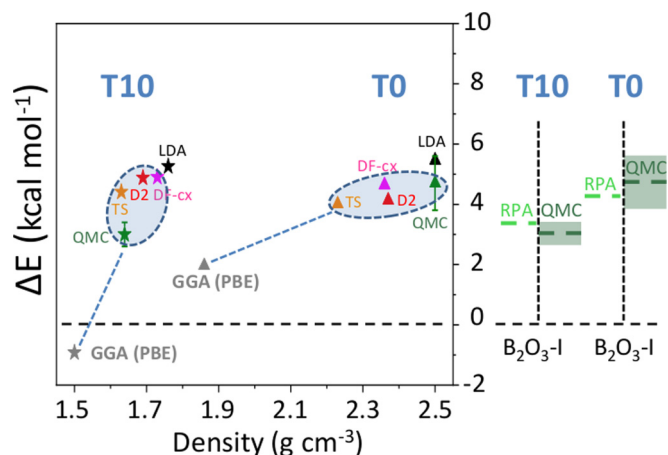 T10
T0
LDA
TS
D2
DF-cx
QMC
GGA (PBE)
LDA
DF-cx
TS
D2
QMC
GGA (PBE)
10
8
6
4
2
0
-2
1.5
1.7
1.9
2.1
2.3
2.5
Density (g cm⁻³)
ΔE (kcal mol⁻¹)
T10
T0
RPA
QMC
RPA
QMC
B₂O₃-I
B₂O₃-I